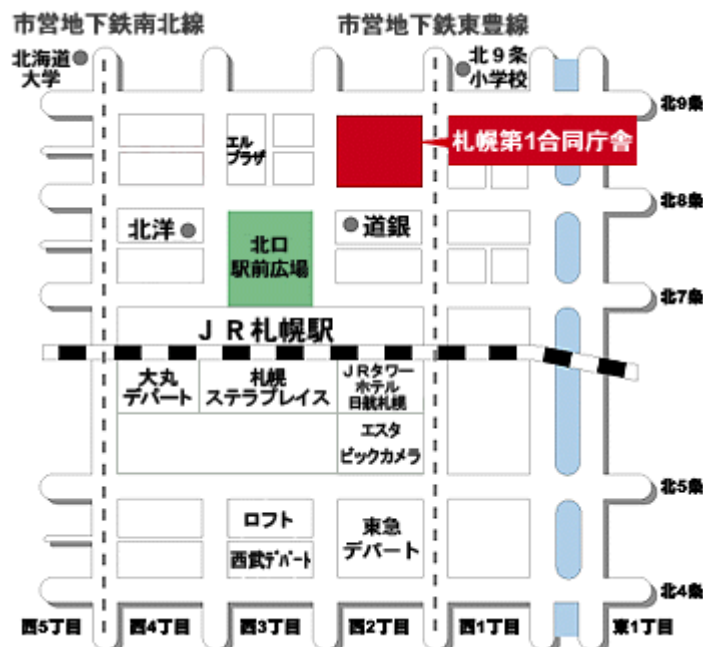 市営地下鉄南北線
市営地下鉄東豊線
北海道
大学
北9条
小学校
北9条
エル
プラザ
札幌第1合同庁舎
北8条
北洋
北口
駅前広場
道銀
北7条
JR札幌駅
大丸
デパート
札幌
ステラプレイス
JRタワー
ホテル
日航札幌
エスタ
ビックカメラ
北5条
ロフト
西武デパート
東急
デパート
北4条
西5丁目
西4丁目
西3丁目
西2丁目
西1丁目
東1丁目